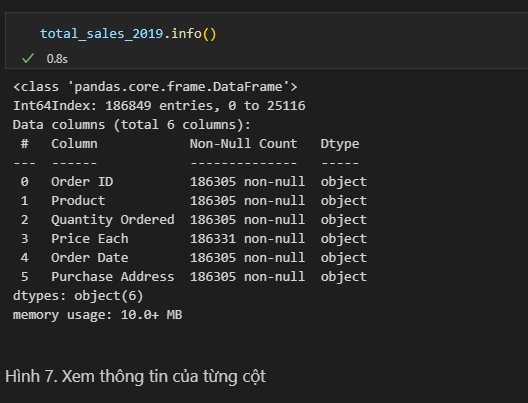 total_sales_2019.info()
0.8s
<class 'pandas.core.frame.DataFrame'>
Int64Index: 186849 entries, 0 to 25116
Data columns (total 6 columns):
 #   Column            Non-Null Count   Dtype
---  ------            --------------   -----
 0   Order ID          186305 non-null  object
 1   Product           186305 non-null  object
 2   Quantity Ordered  186305 non-null  object
 3   Price Each        186331 non-null  object
 4   Order Date        186305 non-null  object
 5   Purchase Address  186305 non-null  object
dtypes: object(6)
memory usage: 10.0+ MB
Hình 7. Xem thông tin của từng cột